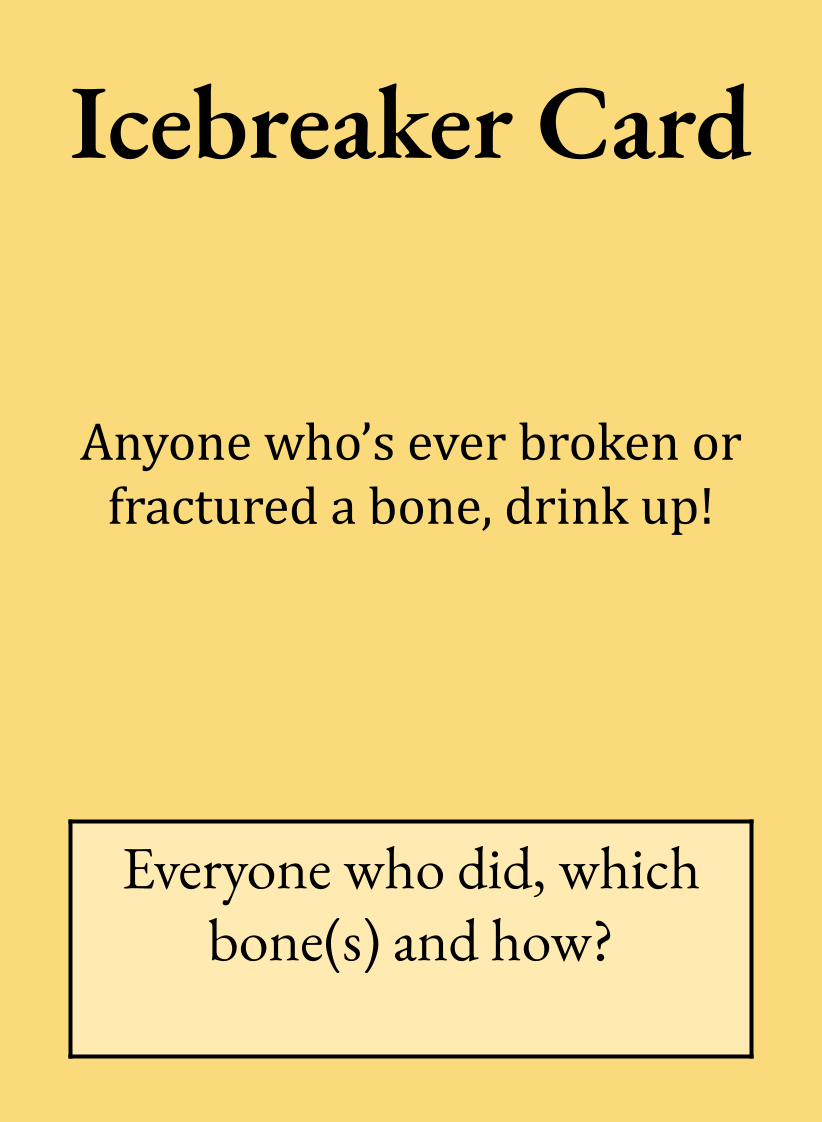 Icebreaker Card
Anyone who’s ever broken or
fractured a bone, drink up!
Everyone who did, which
bone(s) and how?